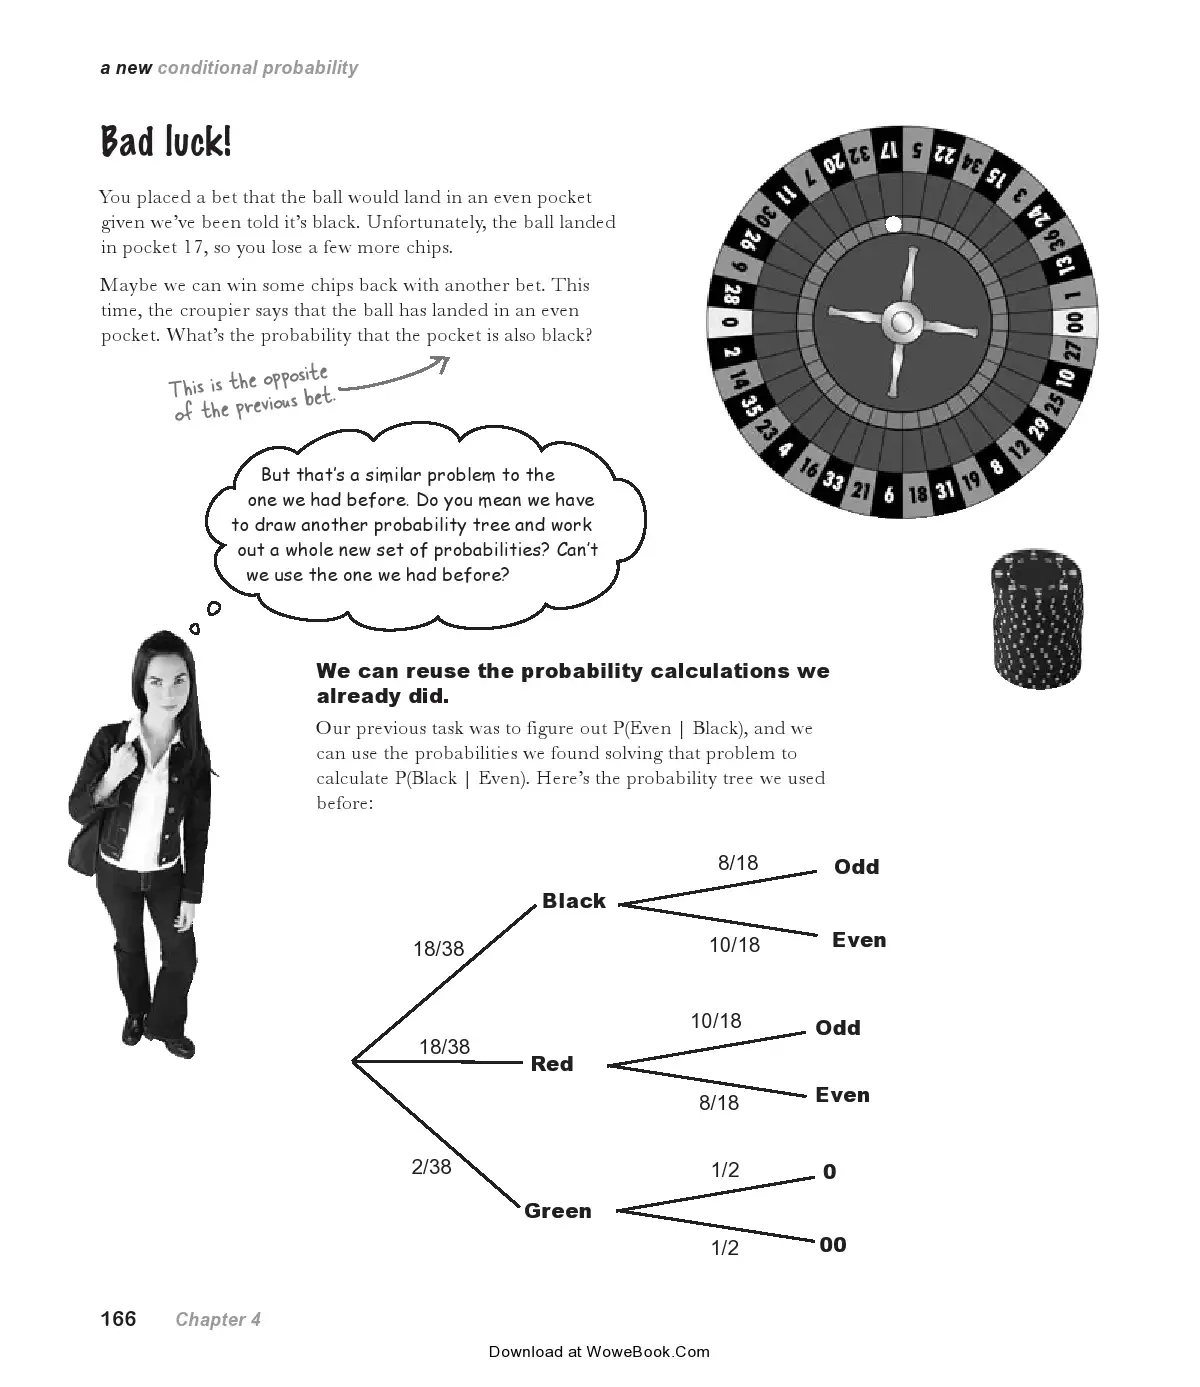 a new conditional probability
Bad luck!
You placed a bet that the ball would land in an even pocket
given we've been told it's black. Unfortunately, the ball landed
in pocket 17, so you lose a few more chips.
Maybe we can win some chips back with another bet. This
time, the croupier says that the ball has landed in an even
pocket. What's the probability that the pocket is also black?
This is the opposite
of the previous bet.
17 5 22 34 15 3 24 36 13 1 00 27 10 25 29 12 8 19 31 18 6 21 33 16 4 23 35 14 2 0 28 9 26 30 11 7 20 32
But that's a similar problem to the
one we had before. Do you mean we have
to draw another probability tree and work
out a whole new set of probabilities? Can't
we use the one we had before?
We can reuse the probability calculations we
already did.
Our previous task was to figure out P(Even | Black), and we
can use the probabilities we found solving that problem to
calculate P(Black | Even). Here's the probability tree we used
before:
8/18
Odd
Black
10/18
Even
18/38
10/18
Odd
18/38
Red
8/18
Even
2/38
1/2
0
Green
1/2
00
166 Chapter 4
Download at WoweBook.Com